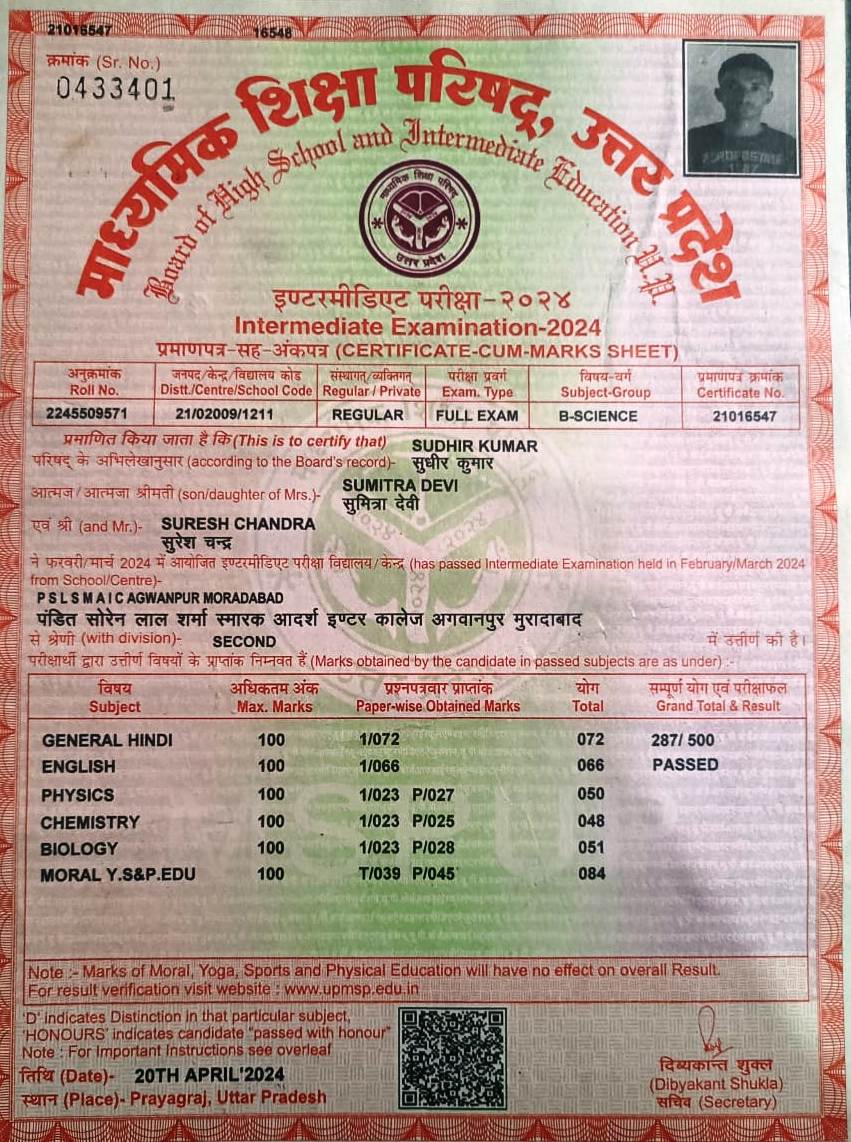 21016547 16548
क्रमांक (Sr. No.)
0433401
माध्यमिक शिक्षा परिषद्, उत्तर प्रदेश
Board of High School and Intermediate Education U.P.
माध्यमिक शिक्षा परिषद्
उत्तर प्रदेश
इण्टरमीडिएट परीक्षा-२०२४
Intermediate Examination-2024
प्रमाणपत्र-सह-अंकपत्र (CERTIFICATE-CUM-MARKS SHEET)
अनुक्रमांक जनपद/केन्द्र/विद्यालय कोड संस्थागत/व्यक्तिगत परीक्षा प्रवर्ग विषय-वर्ग प्रमाणपत्र क्रमांक
Roll No. Distt./Centre/School Code Regular / Private Exam. Type Subject-Group Certificate No.
2245509571 21/02009/1211 REGULAR FULL EXAM B-SCIENCE 21016547
प्रमाणित किया जाता है कि (This is to certify that) SUDHIR KUMAR
परिषद् के अभिलेखानुसार (according to the Board's record)- सुधीर कुमार
आत्मज/आत्मजा श्रीमती (son/daughter of Mrs.)- SUMITRA DEVI
सुमित्रा देवी
एवं श्री (and Mr.)- SURESH CHANDRA
सुरेश चन्द्र
ने फरवरी/मार्च 2024 में आयोजित इण्टरमीडिएट परीक्षा विद्यालय/केन्द्र (has passed Intermediate Examination held in February/March 2024
from School/Centre)-
P S L S M A I C AGWANPUR MORADABAD
पंडित सोरेन लाल शर्मा स्मारक आदर्श इण्टर कालेज अगवानपुर मुरादाबाद
से श्रेणी (with division)- SECOND में उत्तीर्ण की है।
परीक्षार्थी द्वारा उत्तीर्ण विषयों के प्राप्तांक निम्नवत हैं (Marks obtained by the candidate in passed subjects are as under) :-
विषय अधिकतम अंक प्रश्नपत्रवार प्राप्तांक योग सम्पूर्ण योग एवं परीक्षाफल
Subject Max. Marks Paper-wise Obtained Marks Total Grand Total & Result
GENERAL HINDI 100 1/072 072 287/ 500
ENGLISH 100 1/066 066 PASSED
PHYSICS 100 1/023 P/027 050
CHEMISTRY 100 1/023 P/025 048
BIOLOGY 100 1/023 P/028 051
MORAL Y.S&P.EDU 100 T/039 P/045 084
Note :- Marks of Moral, Yoga, Sports and Physical Education will have no effect on overall Result.
For result verification visit website : www.upmsp.edu.in
'D' indicates Distinction in that particular subject,
'HONOURS' indicates candidate "passed with honour"
Note : For Important Instructions see overleaf
तिथि (Date)- 20TH APRIL'2024
स्थान (Place)- Prayagraj, Uttar Pradesh
दिब्यकान्त शुक्ल
(Dibyakant Shukla)
सचिव (Secretary)